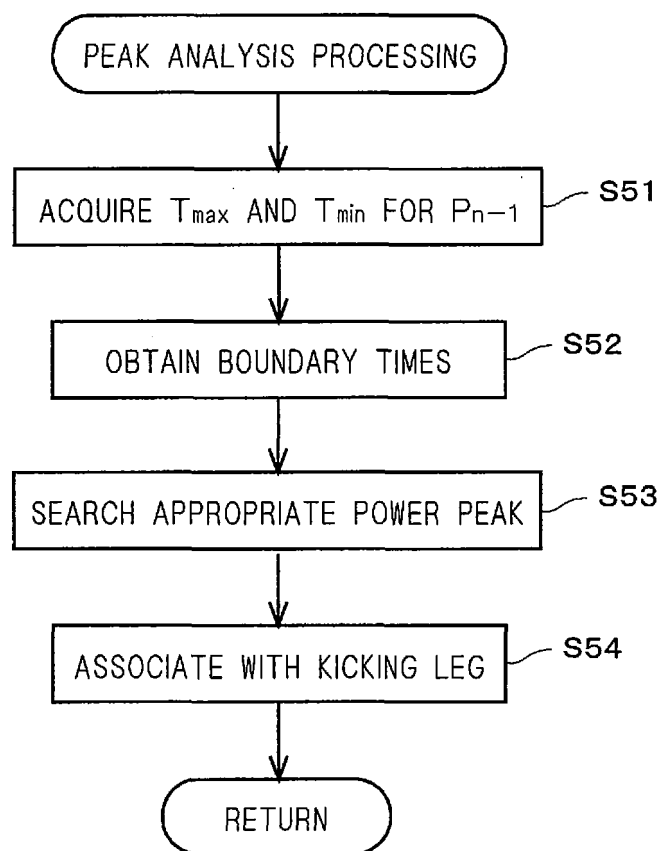 PEAK ANALYSIS PROCESSING
ACQUIRE Tmax AND Tmin FOR Pn-1
S51
OBTAIN BOUNDARY TIMES
S52
SEARCH APPROPRIATE POWER PEAK
S53
ASSOCIATE WITH KICKING LEG
S54
RETURN